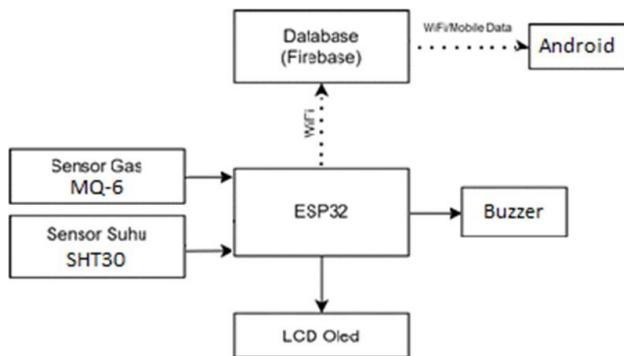 Database
(Firebase)
WiFi/Mobile Data
Android
WiFi
Sensor Gas
MQ-6
ESP32
Buzzer
Sensor Suhu
SHT30
LCD Oled